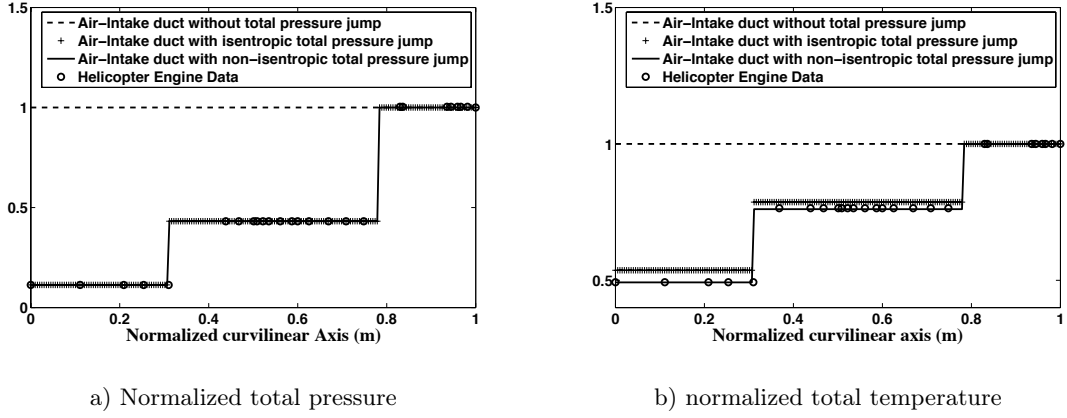 1.5
1
0.5
0
0
0.2
0.4
0.6
0.8
1
Air−Intake duct without total pressure jump
Air−Intake duct with isentropic total pressure jump
Air−Intake duct with non−isentropic total pressure jump
Helicopter Engine Data
Normalized curvilinear Axis (m)
a) Normalized total pressure
1.5
1
0.5
0
0.2
0.4
0.6
0.8
1
Air−Intake duct without total pressure jump
Air−Intake duct with isentropic total pressure jump
Air−Intake duct with non−isentropic total pressure jump
Helicopter Engine Data
Normalized curvilinear axis (m)
b) normalized total temperature